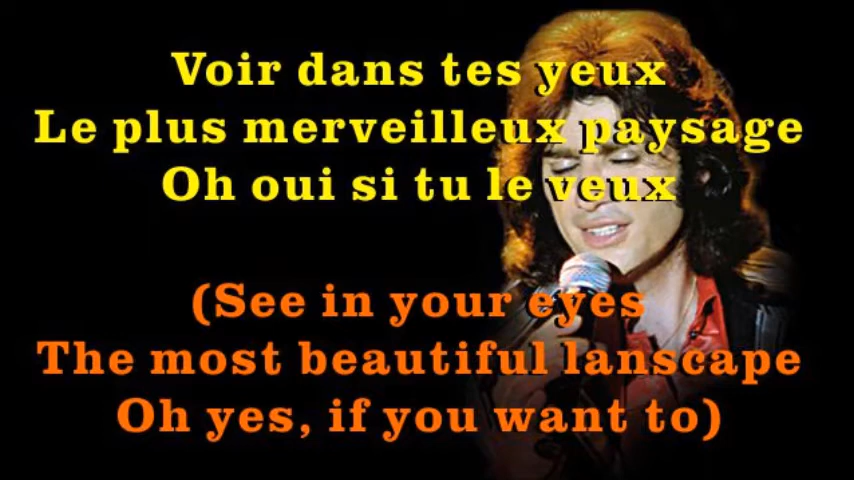 Voir dans tes yeux
Le plus merveilleux paysage
Oh oui si tu le veux
(See in your eyes
The most beautiful lanscape
Oh yes, if you want to)